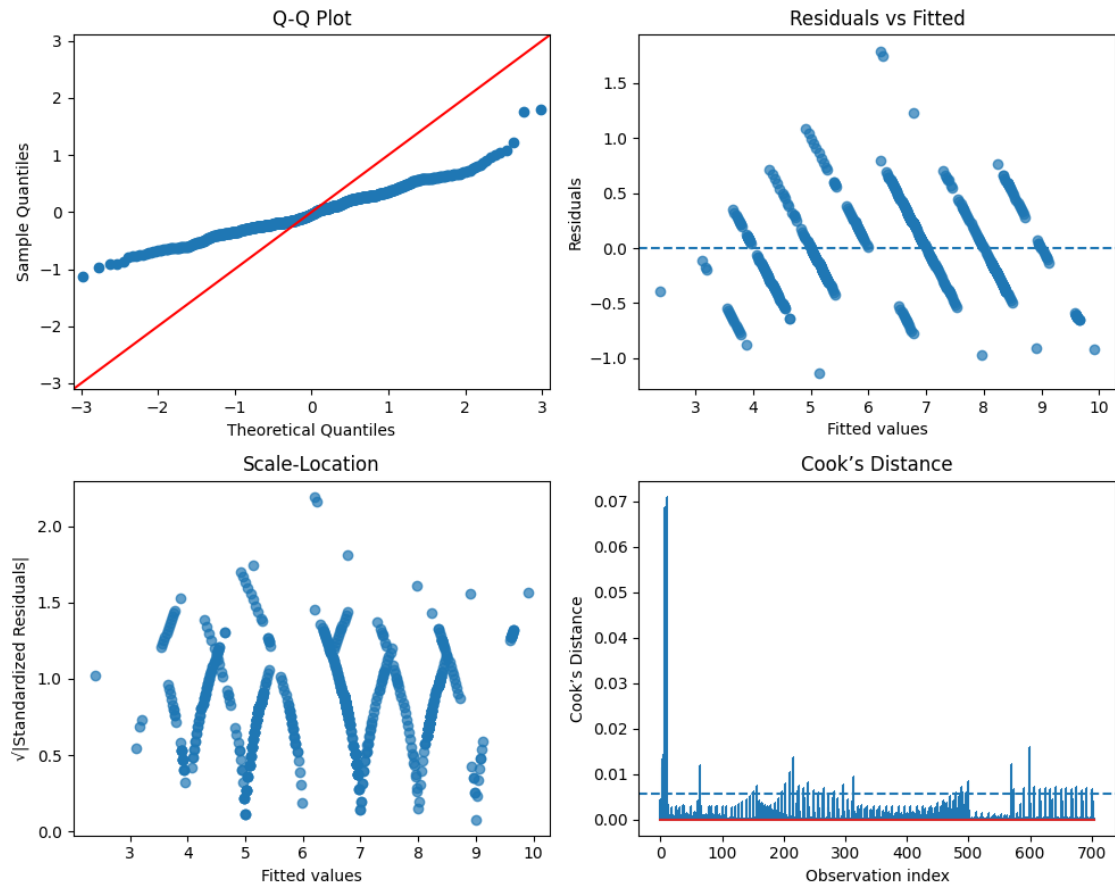 Q-Q Plot
3
2
1
0
−1
−2
−3
Sample Quantiles
−3 −2 −1 0 1 2 3
Theoretical Quantiles
Residuals vs Fitted
1.5
1.0
0.5
0.0
−0.5
−1.0
Residuals
3 4 5 6 7 8 9 10
Fitted values
Scale-Location
2.0
1.5
1.0
0.5
0.0
√|Standardized Residuals|
3 4 5 6 7 8 9 10
Fitted values
Cook’s Distance
0.07
0.06
0.05
0.04
0.03
0.02
0.01
0.00
Cook’s Distance
0 100 200 300 400 500 600 700
Observation index